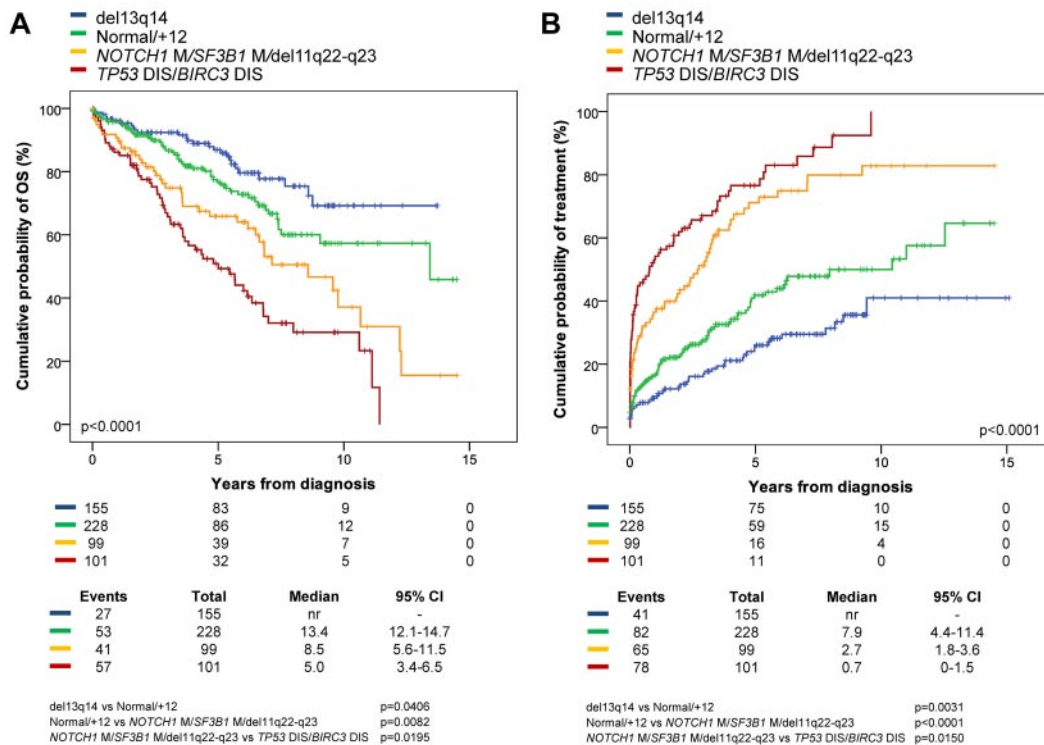 A
del13q14
Normal/+12
NOTCH1 M/SF3B1 M/del11q22-q23
TP53 DIS/BIRC3 DIS
Cumulative probability of OS (%)
100
80
60
40
20
0
p<0.0001
0 5 10 15
Years from diagnosis
155 83 9 0
228 86 12 0
99 39 7 0
101 32 5 0
Events Total Median 95% CI
27 155 nr -
53 228 13.4 12.1-14.7
41 99 8.5 5.6-11.5
57 101 5.0 3.4-6.5
del13q14 vs Normal/+12 p=0.0406
Normal/+12 vs NOTCH1 M/SF3B1 M/del11q22-q23 p=0.0082
NOTCH1 M/SF3B1 M/del11q22-q23 vs TP53 DIS/BIRC3 DIS p=0.0195
B
del13q14
Normal/+12
NOTCH1 M/SF3B1 M/del11q22-q23
TP53 DIS/BIRC3 DIS
Cumulative probability of treatment (%)
100
80
60
40
20
0
p<0.0001
0 5 10 15
Years from diagnosis
155 75 10 0
228 59 15 0
99 16 4 0
101 11 0 0
Events Total Median 95% CI
41 155 nr -
82 228 7.9 4.4-11.4
65 99 2.7 1.8-3.6
78 101 0.7 0-1.5
del13q14 vs Normal/+12 p=0.0031
Normal/+12 vs NOTCH1 M/SF3B1 M/del11q22-q23 p<0.0001
NOTCH1 M/SF3B1 M/del11q22-q23 vs TP53 DIS/BIRC3 DIS p=0.0150